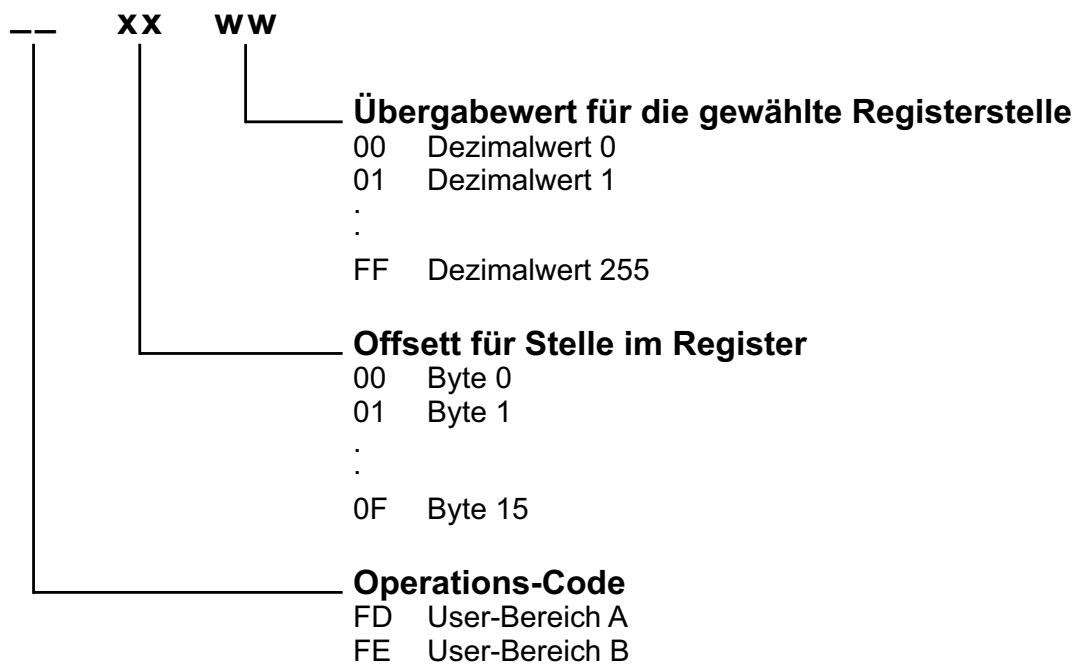 __ xx ww
Übergabewert für die gewählte Registerstelle
00 Dezimalwert 0
01 Dezimalwert 1
.
.
FF Dezimalwert 255
Offsett für Stelle im Register
00 Byte 0
01 Byte 1
.
.
0F Byte 15
Operations-Code
FD User-Bereich A
FE User-Bereich B